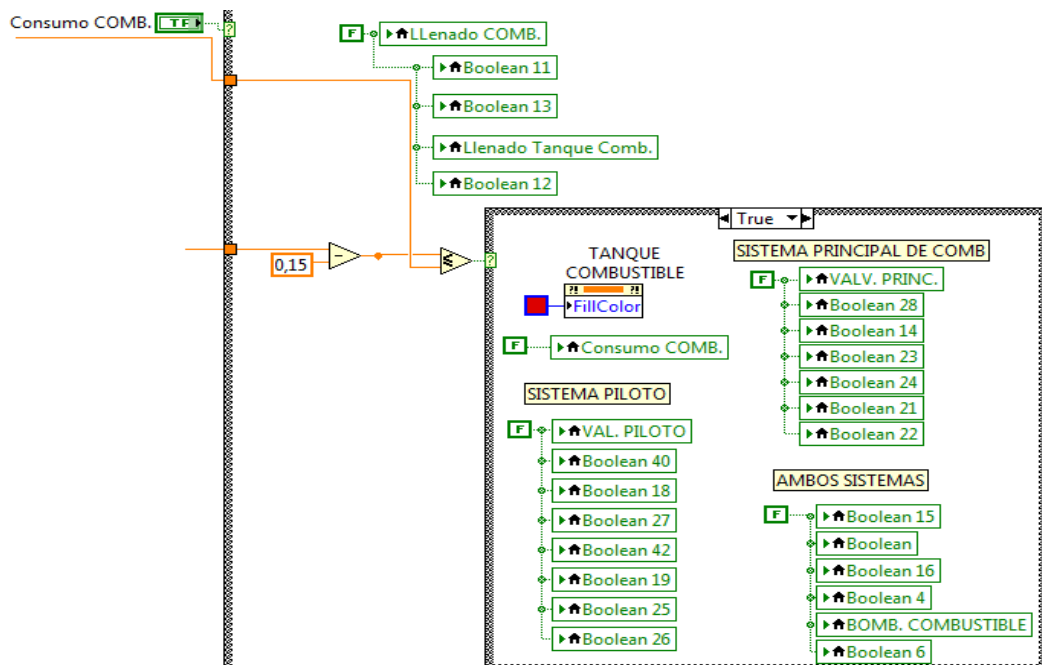 Consumo COMB.
TF
?
F
LLenado COMB.
Boolean 11
Boolean 13
Llenado Tanque Comb.
Boolean 12
0,15
-
≤
?
True
TANQUE
COMBUSTIBLE
?! ?!
FillColor
F
Consumo COMB.
SISTEMA PILOTO
F
VAL. PILOTO
Boolean 40
Boolean 18
Boolean 27
Boolean 42
Boolean 19
Boolean 25
Boolean 26
SISTEMA PRINCIPAL DE COMB
F
VALV. PRINC.
Boolean 28
Boolean 14
Boolean 23
Boolean 24
Boolean 21
Boolean 22
AMBOS SISTEMAS
F
Boolean 15
Boolean
Boolean 16
Boolean 4
BOMB. COMBUSTIBLE
Boolean 6